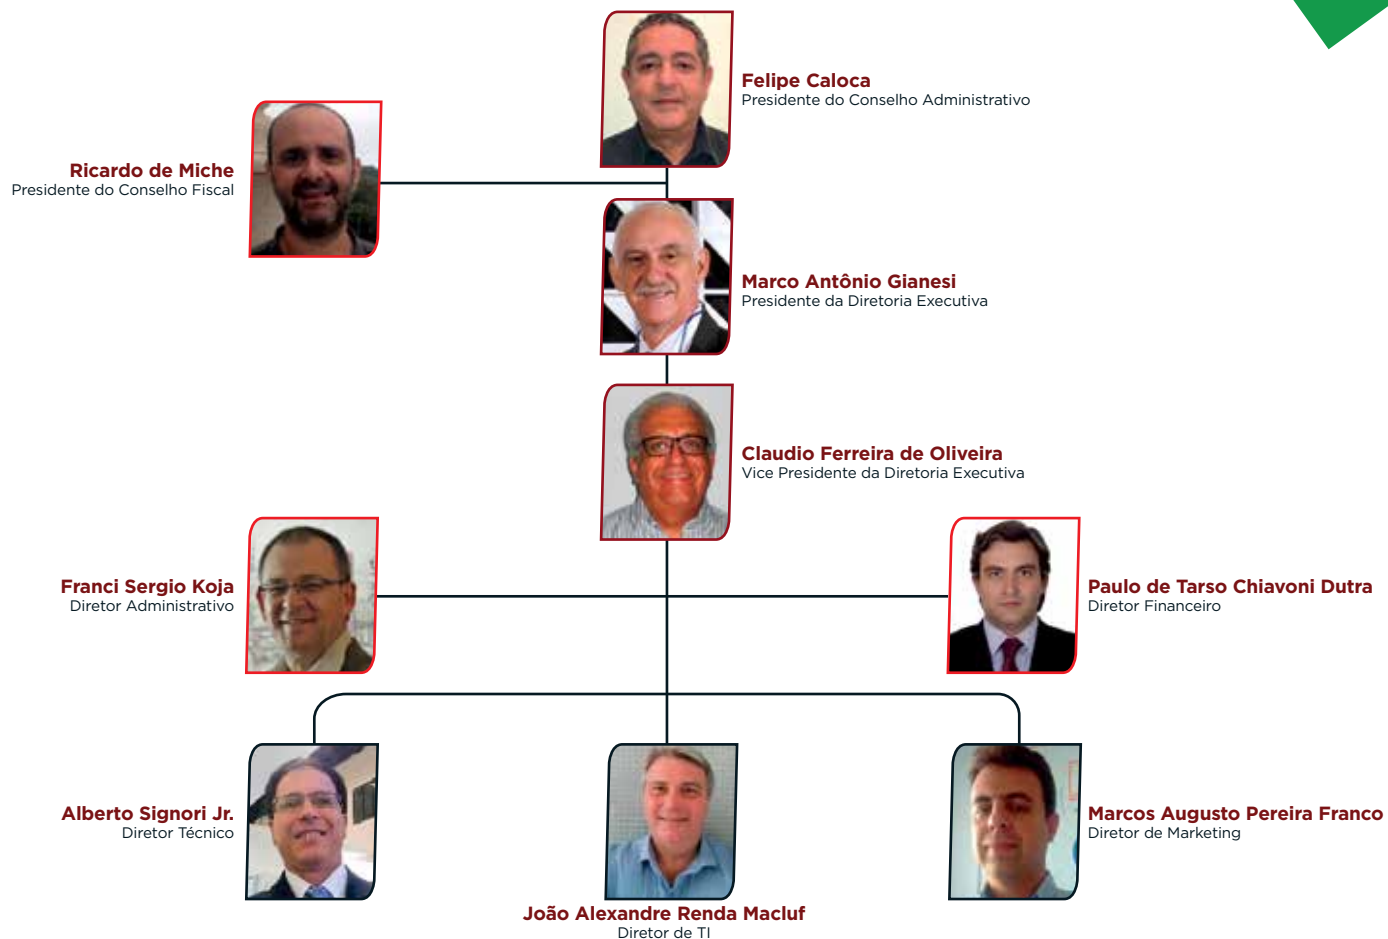 Felipe Caloca
Presidente do Conselho Administrativo
Ricardo de Miche
Presidente do Conselho Fiscal
Marco Antônio Gianesi
Presidente da Diretoria Executiva
Claudio Ferreira de Oliveira
Vice Presidente da Diretoria Executiva
Franci Sergio Koja
Diretor Administrativo
Paulo de Tarso Chiavoni Dutra
Diretor Financeiro
Alberto Signori Jr.
Diretor Técnico
João Alexandre Renda Macluf
Diretor de TI
Marcos Augusto Pereira Franco
Diretor de Marketing